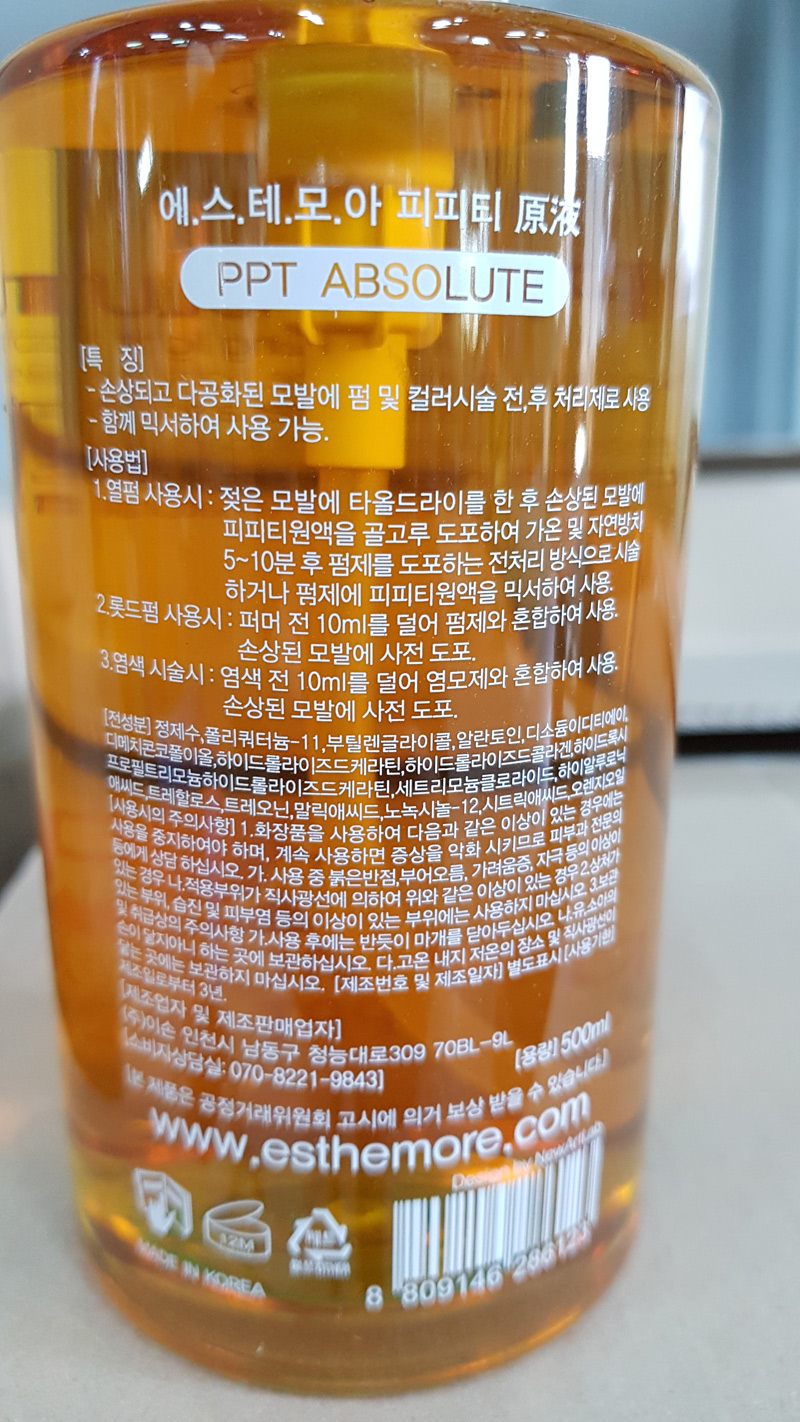 에.스.테.모.아 피피티 原液
PPT ABSOLUTE
[특 징]
- 손상되고 다공화된 모발에 펌 및 컬러시술 전,후 처리제로 사용
- 함께 믹서하여 사용 가능.
[사용법]
1.열펌 사용시 : 젖은 모발에 타올드라이를 한 후 손상된 모발에
피피티원액을 골고루 도포하여 가온 및 자연방치
5~10분 후 펌제를 도포하는 전처리 방식으로 시술
하거나 펌제에 피피티원액을 믹서하여 사용.
2.롯드펌 사용시 : 퍼머 전 10ml를 덜어 펌제와 혼합하여 사용.
손상된 모발에 사전 도포.
3.염색 시술시 : 염색 전 10ml를 덜어 염모제와 혼합하여 사용.
손상된 모발에 사전 도포.
[전성분] 정제수,폴리쿼터늄-11,부틸렌글라이콜,알란토인,디소듐이디티에이,
디메치콘코폴이올,하이드롤라이즈드케라틴,하이드롤라이즈드콜라겐,하이드록시
프로필트리모늄하이드롤라이즈드케라틴,세트리모늄클로라이드,하이알루로닉
애씨드,트레할로스,트레오닌,말릭애씨드,노녹시놀-12,시트릭애씨드,오렌지오일
[사용시의 주의사항] 1.화장품을 사용하여 다음과 같은 이상이 있는 경우에는
사용을 중지하여야 하며, 계속 사용하면 증상을 악화 시키므로 피부과 전문의
등에게 상담 하십시오. 가. 사용 중 붉은반점,부어오름, 가려움증, 자극 등의 이상이
있는 경우 나.적용부위가 직사광선에 의하여 위와 같은 이상이 있는 경우 2.상처가
있는 부위, 습진 및 피부염 등의 이상이 있는 부위에는 사용하지 마십시오. 3.보관
및 취급상의 주의사항 가.사용 후에는 반듯이 마개를 닫아두십시오. 나.유,소아의
손이 닿지아니 하는 곳에 보관하십시오. 다.고온 내지 저온의 장소 및 직사광선이
닿는 곳에는 보관하지 마십시오. [제조번호 및 제조일자] 별도표시 [사용기한]
제조일로부터 3년.
[제조업자 및 제조판매업자]
(주)이손 인천시 남동구 청능대로309 70BL-9L [용량] 500ml
[소비자상담실: 070-8221-9843]
[본 제품은 공정거래위원회 고시에 의거 보상 받을 수 있습니다.]
www.esthemore.com
Design by NewArtLab
12M
페트
MADE IN KOREA
8 809146 286123